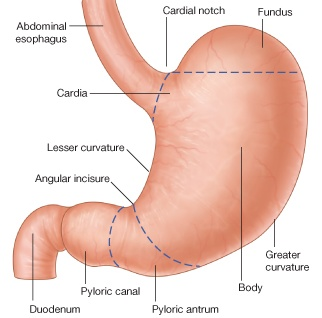 Cardial notch
Fundus
Abdominal
esophagus
Cardia
Lesser curvature
Angular incisure
Greater
curvature
Body
Pyloric canal
Duodenum
Pyloric antrum